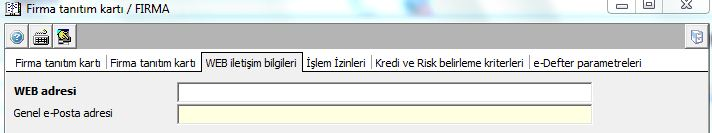 Firma tanıtım kartı / FIRMA
Firma tanıtım kartı Firma tanıtım kartı WEB iletişim bilgileri İşlem İzinleri Kredi ve Risk belirleme kriterleri e-Defter parametreleri
WEB adresi
Genel e-Posta adresi